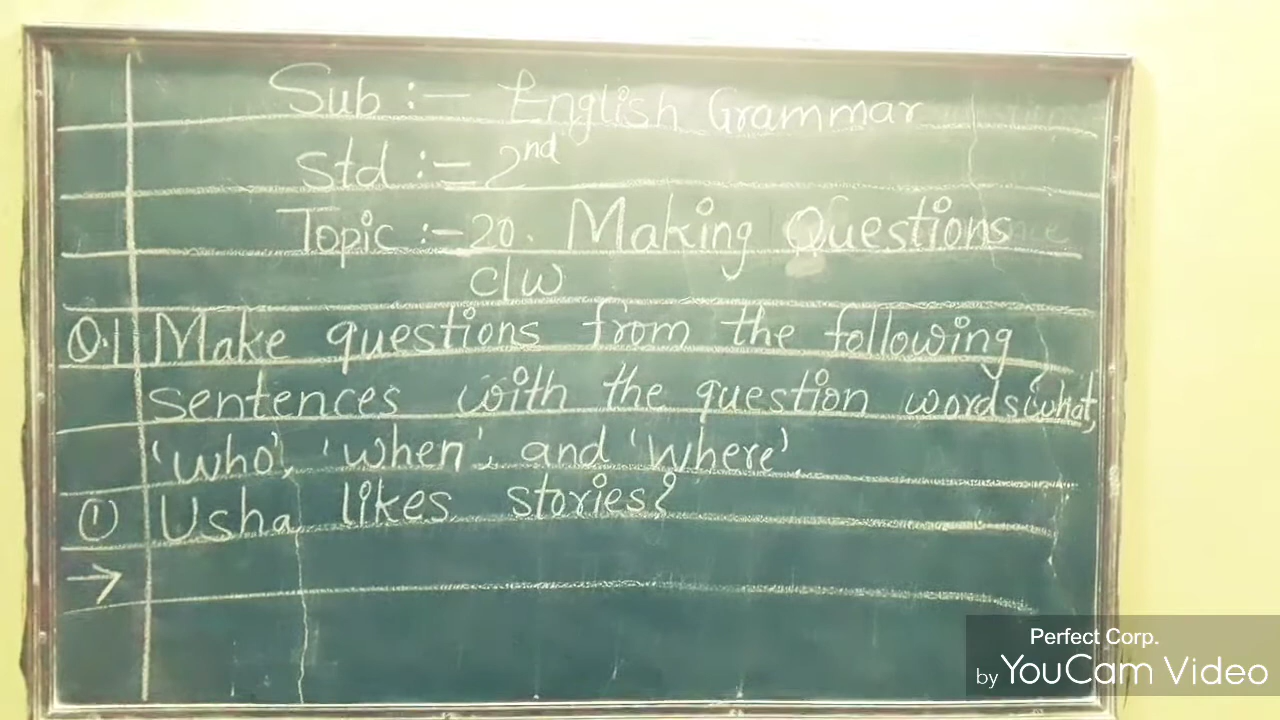 Sub :- English Grammar
Std :- 2nd
Topic :- 20. Making Questions
C/W
Q.1 Make questions from the following
sentences with the question words 'what',
'who', 'when', and 'where'.
① Usha likes stories?
→
Perfect Corp.
by YouCam Video